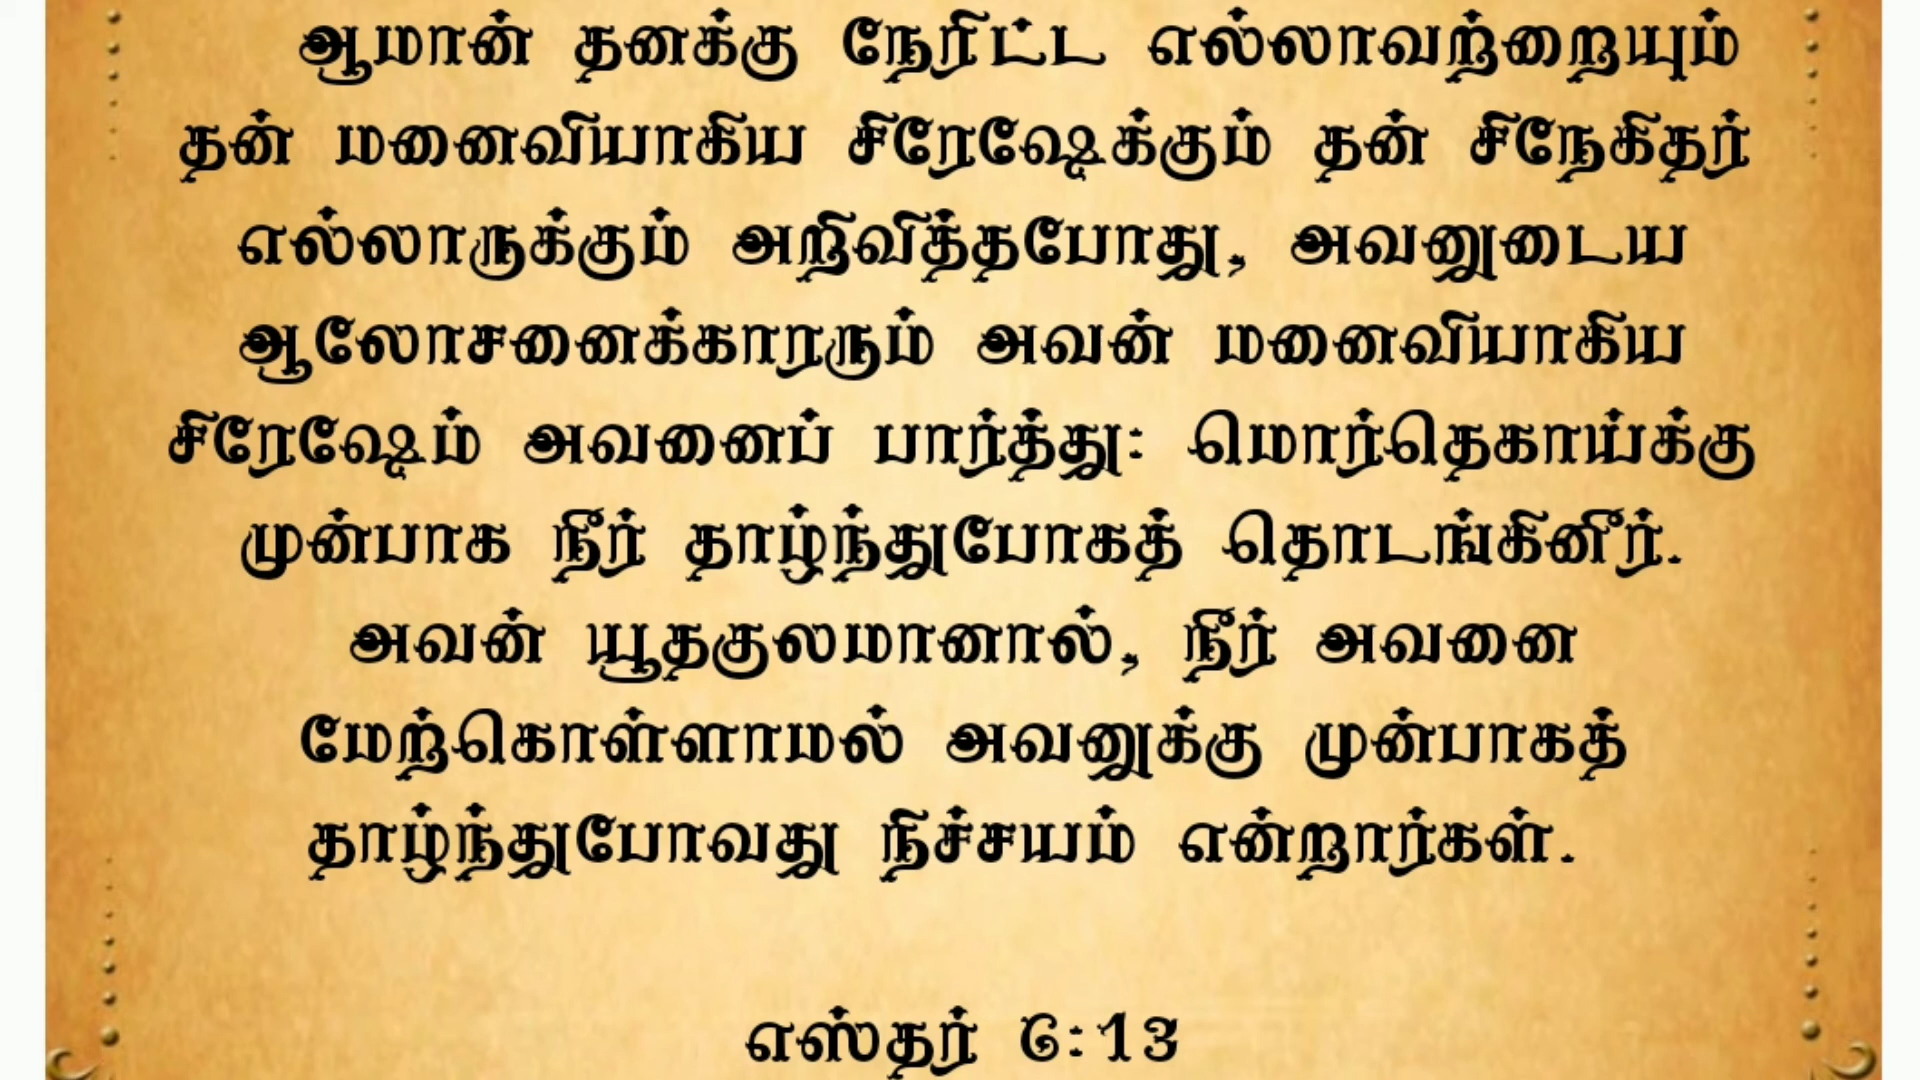 ஆமான் தனக்கு நேரிட்ட எல்லாவற்றையும்
தன் மனைவியாகிய சிரேஷேக்கும் தன் சிநேகிதர்
எல்லாருக்கும் அறிவித்தபோது, அவனுடைய
ஆலோசனைக்காரரும் அவன் மனைவியாகிய
சிரேஷேம் அவனைப் பார்த்து: மொர்தெகாய்க்கு
முன்பாக நீர் தாழ்ந்துபோகத் தொடங்கினீர்.
அவன் யூதகுலமானால், நீர் அவனை
மேற்கொள்ளாமல் அவனுக்கு முன்பாகத்
தாழ்ந்துபோவது நிச்சயம் என்றார்கள்.
எஸ்தர் 6:13